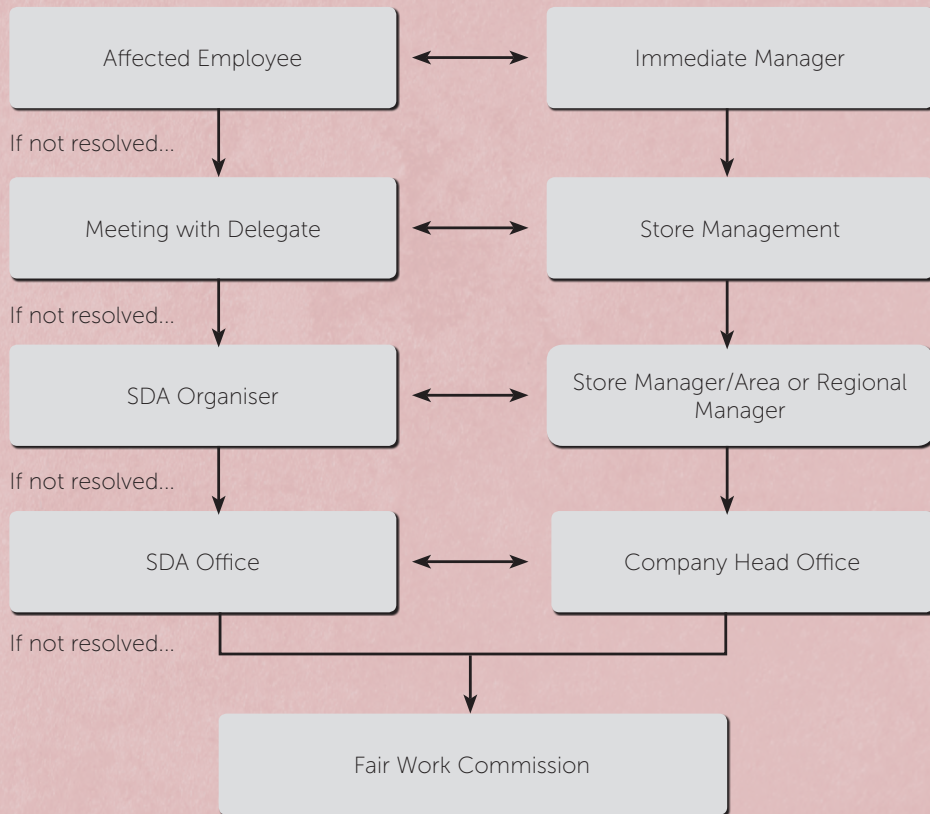 Affected Employee
Immediate Manager
If not resolved...
Meeting with Delegate
Store Management
If not resolved...
SDA Organiser
Store Manager/Area or Regional
Manager
If not resolved...
SDA Office
Company Head Office
If not resolved...
Fair Work Commission